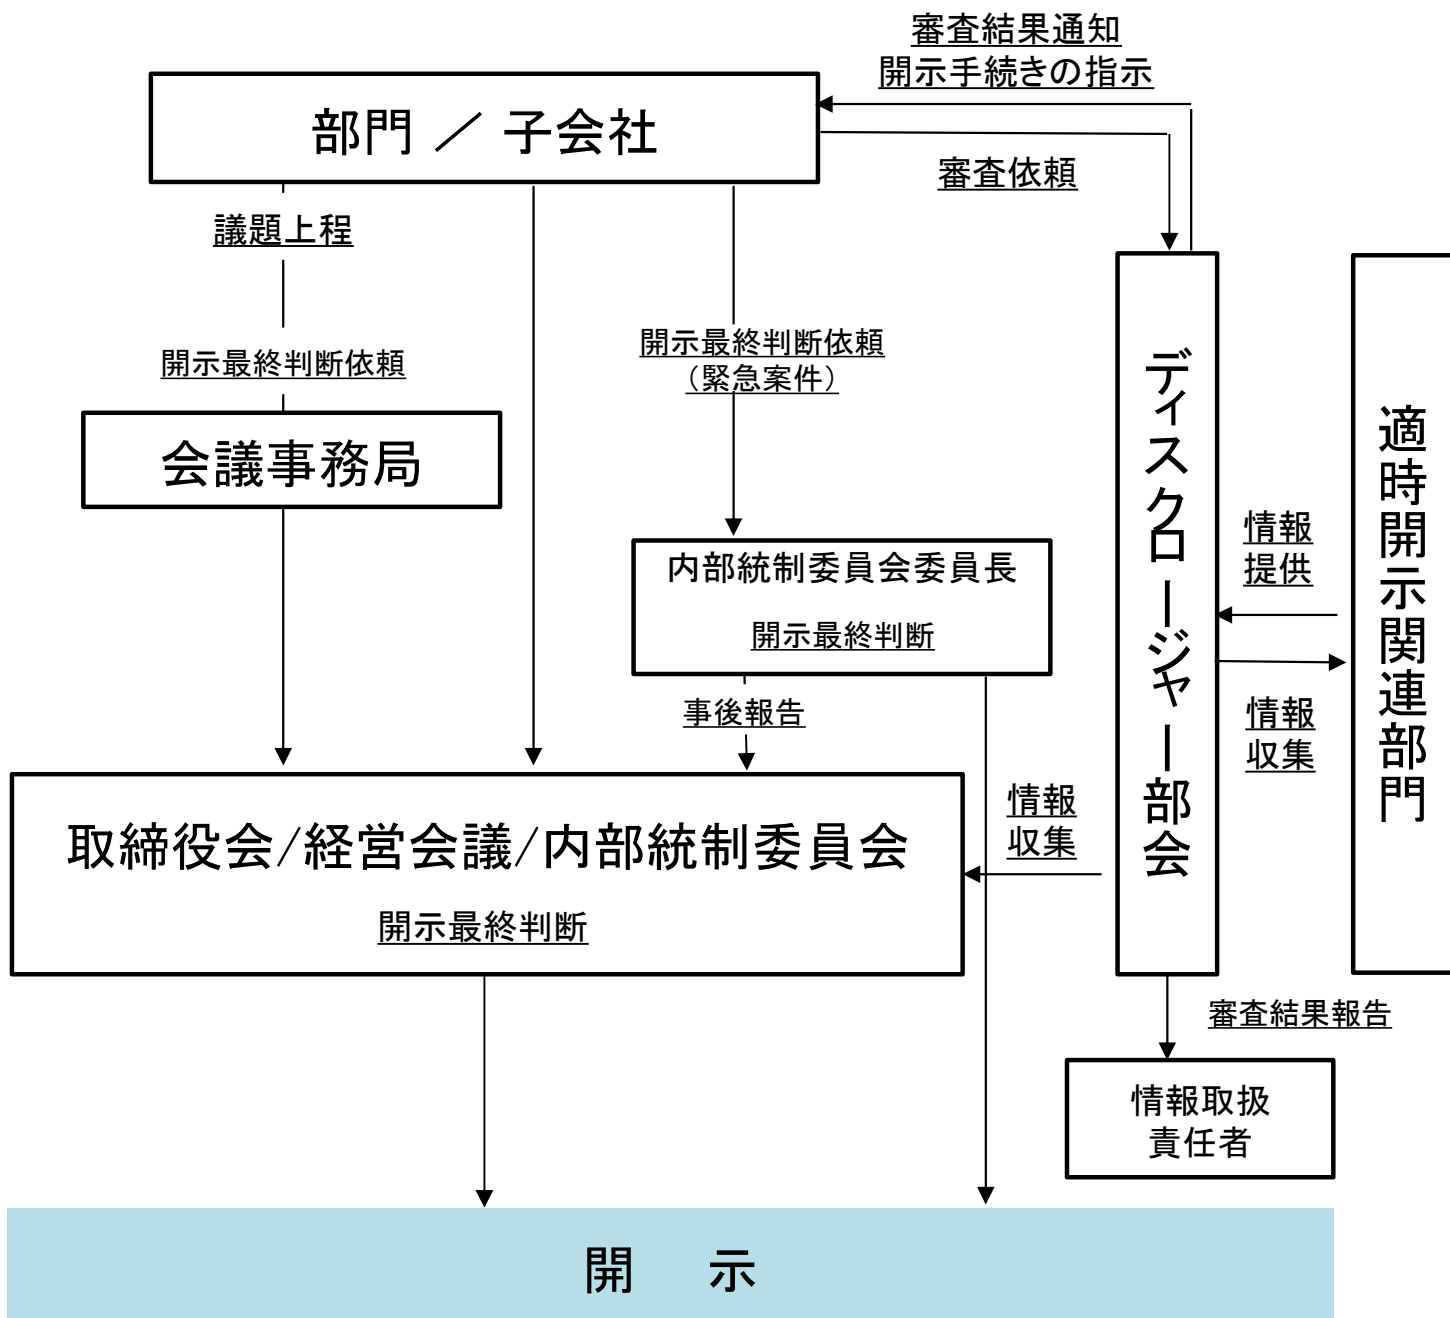 審査結果通知
開示手続きの指示
部門 ／ 子会社
審査依頼
議題上程
開示最終判断依頼
開示最終判断依頼
（緊急案件）
会議事務局
内部統制委員会委員長
開示最終判断
事後報告
ディスクロージャー部会
適時開示関連部門
情報
提供
情報
収集
情報
収集
取締役会/経営会議/内部統制委員会
開示最終判断
審査結果報告
情報取扱
責任者
開　示